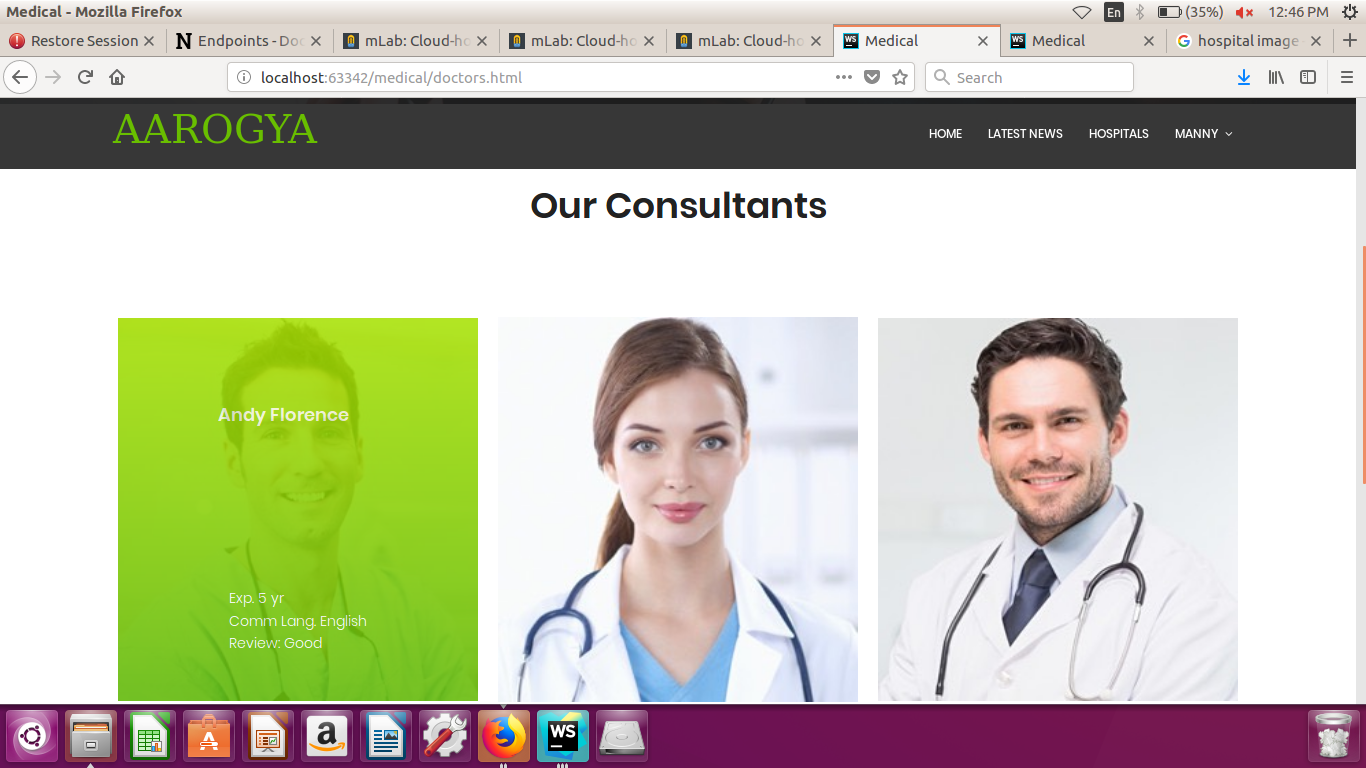 Medical - Mozilla Firefox
En
(35%)
12:46 PM
Restore Session
N Endpoints - Doc
mLab: Cloud-ho
mLab: Cloud-ho
mLab: Cloud-ho
WS Medical
WS Medical
G hospital image
localhost:63342/medical/doctors.html
Search
AAROGYA
HOME
LATEST NEWS
HOSPITALS
MANNY
Our Consultants
Andy Florence
Exp. 5 yr
Comm Lang. English
Review: Good
A
a
WS